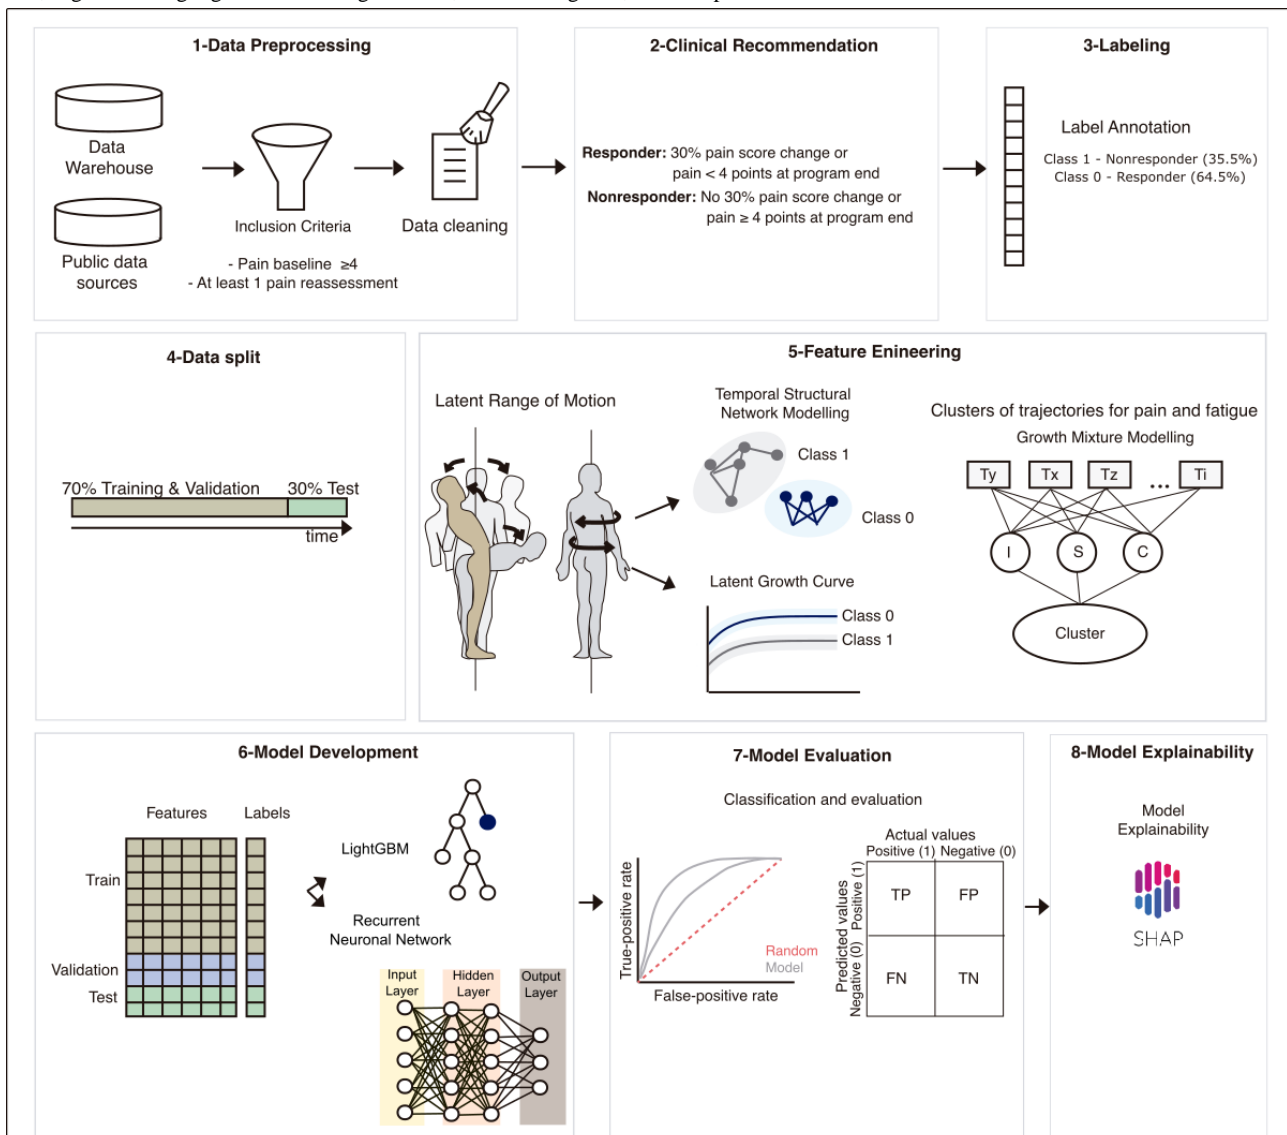 1-Data Preprocessing
Data
Warehouse
Public data
sources
Inclusion Criteria
- Pain baseline ≥4
- At least 1 pain reassessment
Data cleaning
2-Clinical Recommendation
Responder: 30% pain score change or
pain < 4 points at program end
Nonresponder: No 30% pain score change or
pain ≥ 4 points at program end
3-Labeling
Label Annotation
Class 1 - Nonresponder (35.5%)
Class 0 - Responder (64.5%)
4-Data split
70% Training & Validation
30% Test
time
5-Feature Enineering
Latent Range of Motion
Temporal Structural
Network Modelling
Class 1
Class 0
Latent Growth Curve
Class 0
Class 1
Clusters of trajectories for pain and fatigue
Growth Mixture Modelling
Ty
Tx
Tz
...
Ti
I
S
C
Cluster
6-Model Development
Features
Labels
Train
Validation
Test
LightGBM
Recurrent
Neuronal Network
Input
Layer
Hidden
Layer
Output
Layer
7-Model Evaluation
Classification and evaluation
True-positive rate
False-positive rate
Random
Model
Actual values
Positive (1) Negative (0)
Predicted values
Negative (0) Positive (1)
TP
FP
FN
TN
8-Model Explainability
Model
Explainability
SHAP